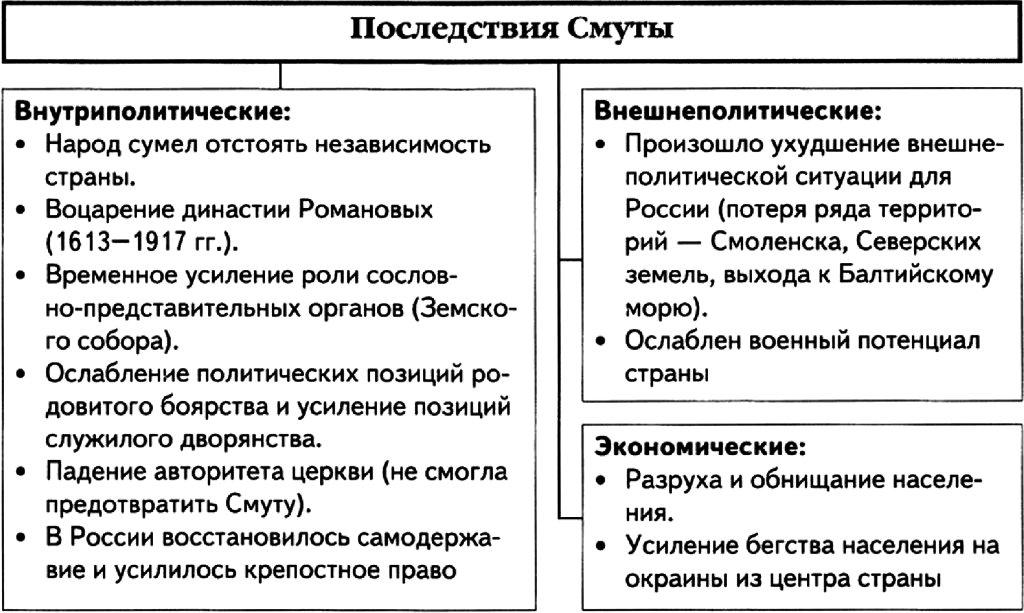 Последствия Смуты
Внутриполитические:
• Народ сумел отстоять независимость
страны.
• Воцарение династии Романовых
(1613—1917 гг.).
• Временное усиление роли сослов-
но-представительных органов (Земско-
го собора).
• Ослабление политических позиций ро-
довитого боярства и усиление позиций
служилого дворянства.
• Падение авторитета церкви (не смогла
предотвратить Смуту).
• В России восстановилось самодержа-
вие и усилилось крепостное право
Внешнеполитические:
• Произошло ухудшение внешне-
политической ситуации для
России (потеря ряда террито-
рий — Смоленска, Северских
земель, выхода к Балтийскому
морю).
• Ослаблен военный потенциал
страны
Экономические:
• Разруха и обнищание населе-
ния.
• Усиление бегства населения на
окраины из центра страны